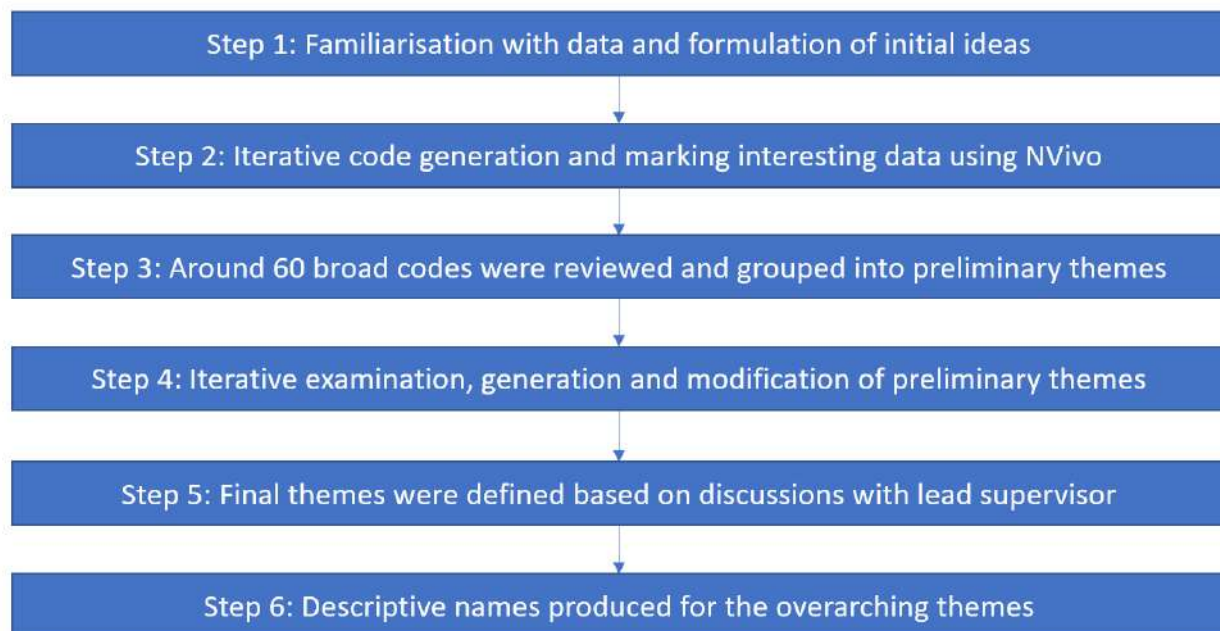 Step 1: Familiarisation with data and formulation of initial ideas
Step 2: Iterative code generation and marking interesting data using NVivo
Step 3: Around 60 broad codes were reviewed and grouped into preliminary themes
Step 4: Iterative examination, generation and modification of preliminary themes
Step 5: Final themes were defined based on discussions with lead supervisor
Step 6: Descriptive names produced for the overarching themes